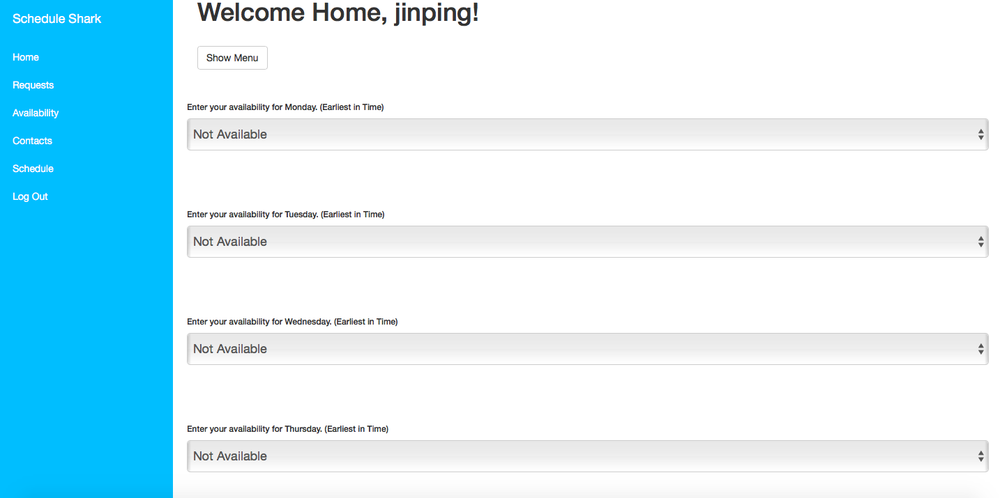 Schedule Shark
Home
Requests
Availability
Contacts
Schedule
Log Out
Welcome Home, jinping!
Show Menu
Enter your availability for Monday. (Earliest in Time)
Not Available
Enter your availability for Tuesday. (Earliest in Time)
Not Available
Enter your availability for Wednesday. (Earliest in Time)
Not Available
Enter your availability for Thursday. (Earliest in Time)
Not Available